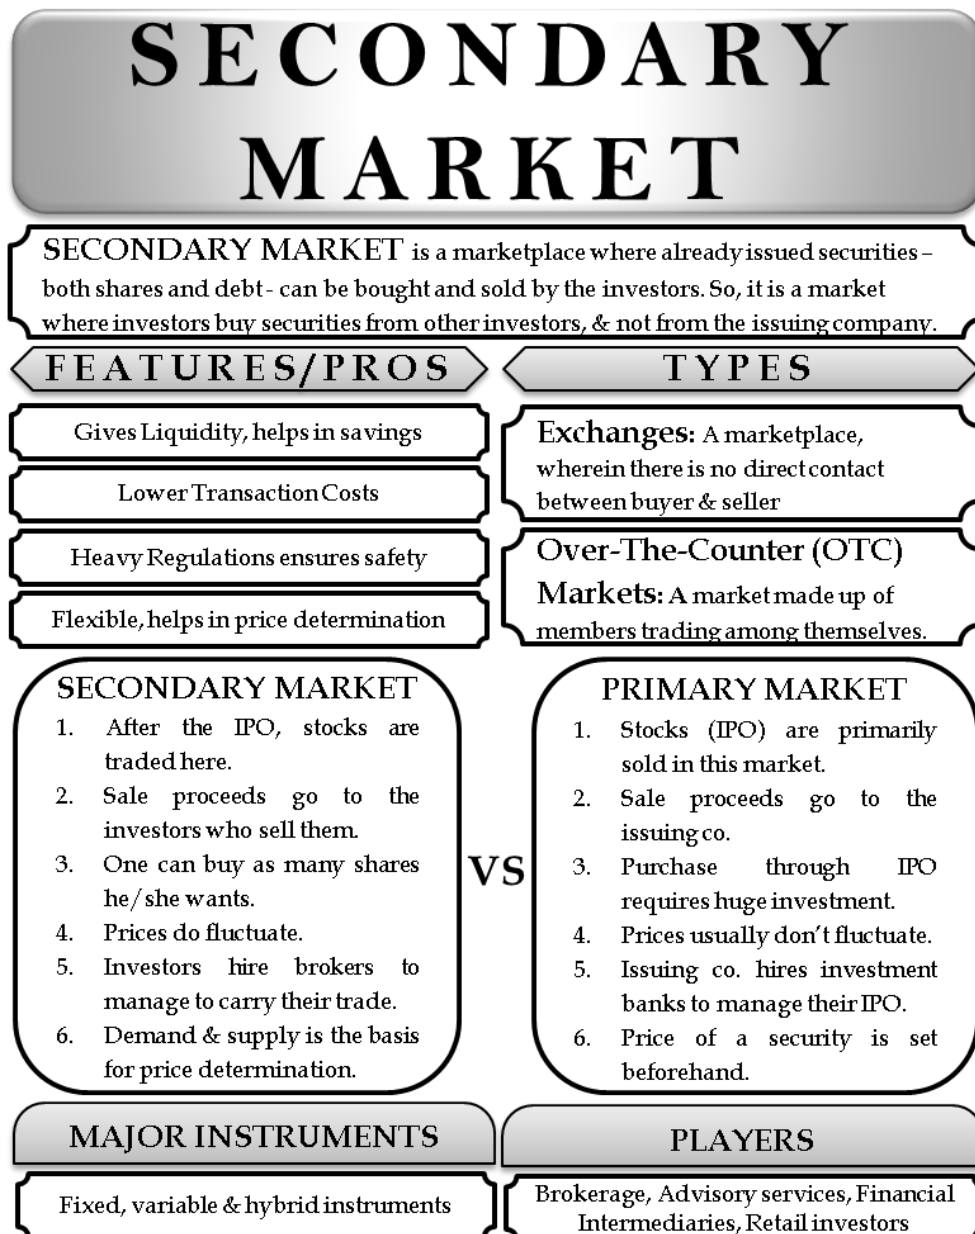 SECONDARY
MARKET
SECONDARY MARKET is a marketplace where already issued securities –
both shares and debt - can be bought and sold by the investors. So, it is a market
where investors buy securities from other investors, & not from the issuing company.
FEATURES/PROS
Gives Liquidity, helps in savings
Lower Transaction Costs
Heavy Regulations ensures safety
Flexible, helps in price determination
TYPES
Exchanges: A marketplace,
wherein there is no direct contact
between buyer & seller
Over-The-Counter (OTC)
Markets: A market made up of
members trading among themselves.
SECONDARY MARKET
1. After the IPO, stocks are
traded here.
2. Sale proceeds go to the
investors who sell them.
3. One can buy as many shares
he/she wants.
4. Prices do fluctuate.
5. Investors hire brokers to
manage to carry their trade.
6. Demand & supply is the basis
for price determination.
VS
PRIMARY MARKET
1. Stocks (IPO) are primarily
sold in this market.
2. Sale proceeds go to the
issuing co.
3. Purchase through IPO
requires huge investment.
4. Prices usually don't fluctuate.
5. Issuing co. hires investment
banks to manage their IPO.
6. Price of a security is set
beforehand.
MAJOR INSTRUMENTS
Fixed, variable & hybrid instruments
PLAYERS
Brokerage, Advisory services, Financial
Intermediaries, Retail investors